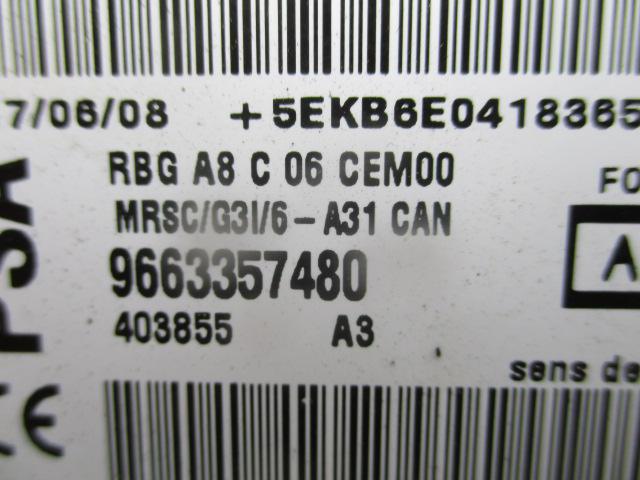 7/06/08 +5EKB6E0418365
RBG A8 C 06 CEM00
FO
MRSC/G3I/6-A31 CAN
A
9663357480
403855 A3
sens de
PSA
CE